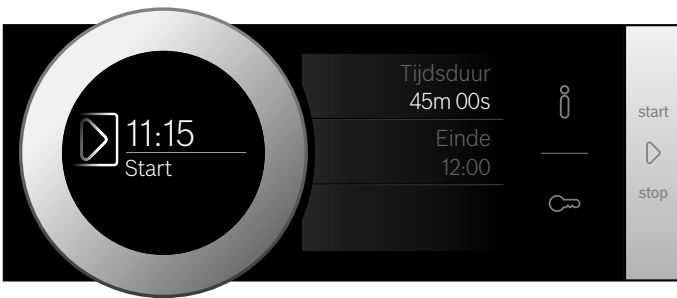 11:15
Start
Tijdsduur
45m 00s
Einde
12:00
start
stop